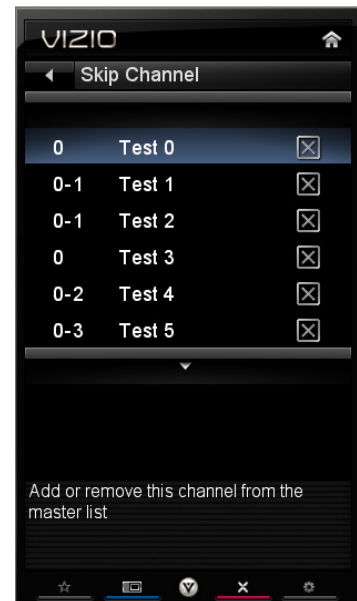 VIZIO
Skip Channel
0 Test 0
0-1 Test 1
0-1 Test 2
0 Test 3
0-2 Test 4
0-3 Test 5
Add or remove this channel from the
master list
V